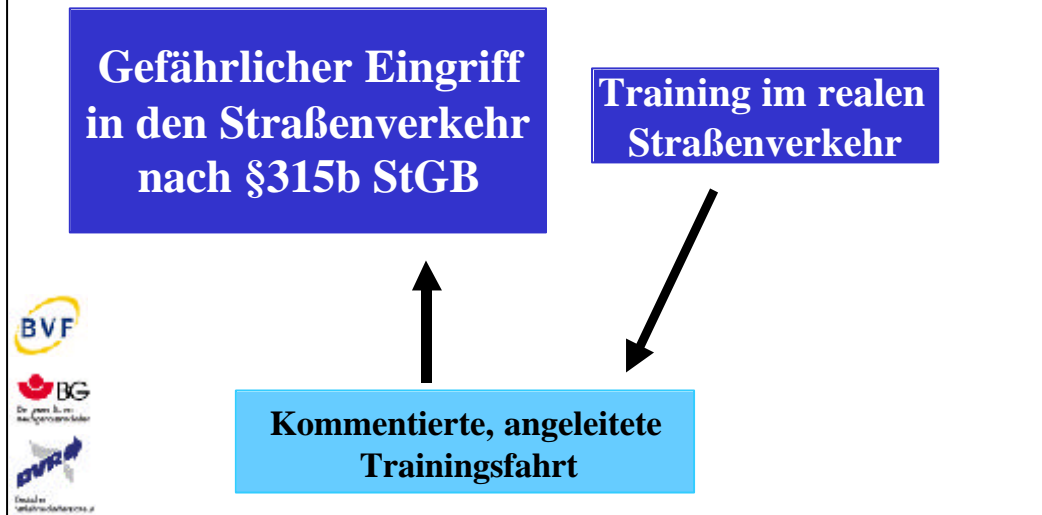 Gefährlicher Eingriff
in den Straßenverkehr
nach §315b StGB
Training im realen
Straßenverkehr
BVF
BG
DVR
Kommentierte, angeleitete
Trainingsfahrt